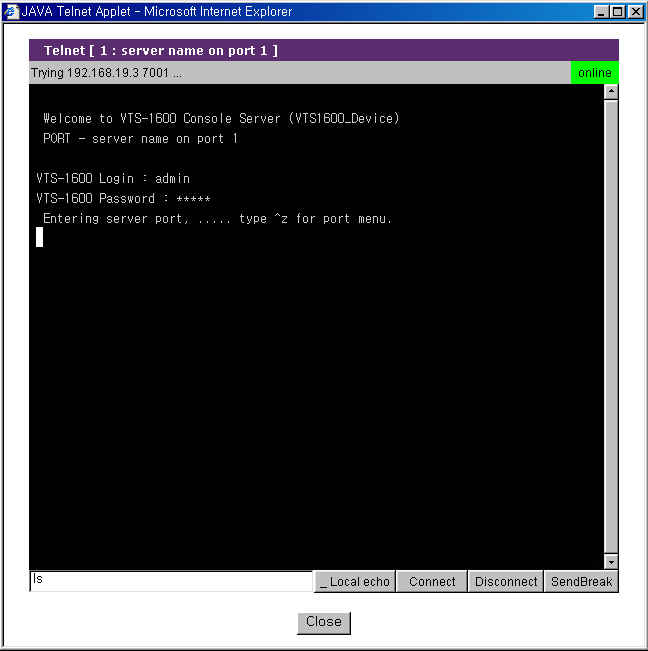 JAVA Telnet Applet - Microsoft Internet Explorer
Telnet [ 1 : server name on port 1 ]
Trying 192.168.19.3 7001 ...
online
Welcome to VTS-1600 Console Server (VTS1600_Device)
PORT - server name on port 1
VTS-1600 Login : admin
VTS-1600 Password : *****
Entering server port, ..... type ^z for port menu.
ls
_ Local echo
Connect
Disconnect
SendBreak
Close